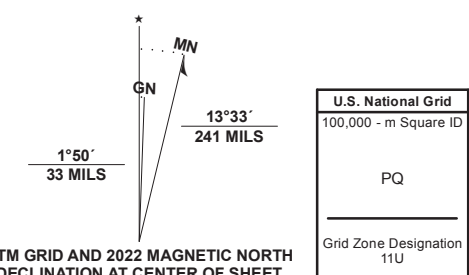 ★
MN
GN
13°33´
241 MILS
1°50´
33 MILS
TM GRID AND 2022 MAGNETIC NORTH
DECLINATION AT CENTER OF SHEET
U.S. National Grid
100,000 - m Square ID
PQ
Grid Zone Designation
11U